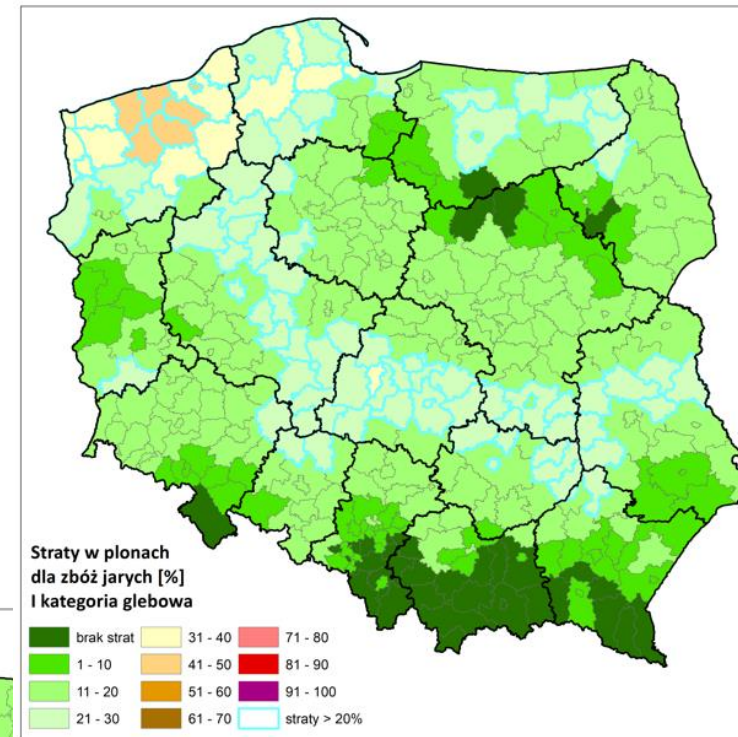 Straty w plonach
dla zbóż jarych [%]
I kategoria glebowa
brak strat
1 - 10
11 - 20
21 - 30
31 - 40
41 - 50
51 - 60
61 - 70
71 - 80
81 - 90
91 - 100
straty > 20%